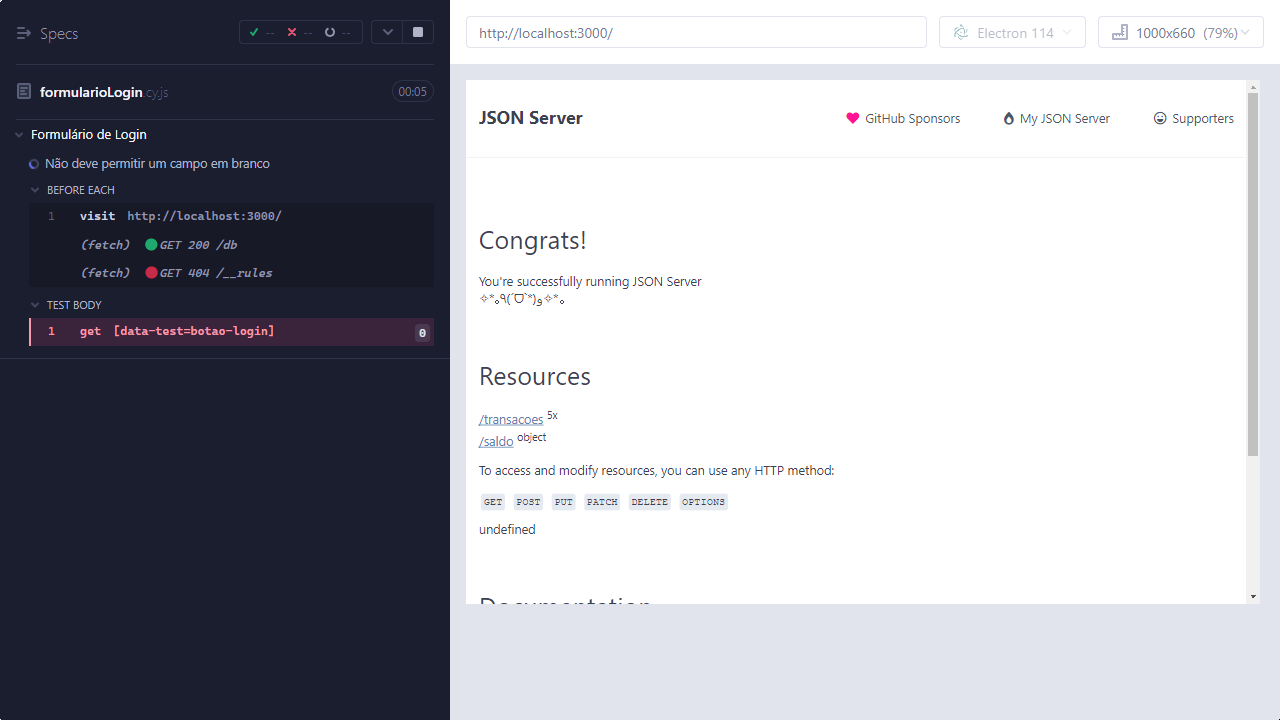 Specs
-- -- --
formularioLogin.cy.js 00:05
Formulário de Login
Não deve permitir um campo em branco
BEFORE EACH
1 visit http://localhost:3000/
(fetch) GET 200 /db
(fetch) GET 404 /__rules
TEST BODY
1 get [data-test=botao-login] 0
http://localhost:3000/ Electron 114 1000x660 (79%)
JSON Server GitHub Sponsors My JSON Server Supporters
Congrats!
You're successfully running JSON Server
✧*｡٩(ˊᗜˋ*)و✧*｡
Resources
/transacoes 5x
/saldo object
To access and modify resources, you can use any HTTP method:
GET POST PUT PATCH DELETE OPTIONS
undefined
Documentation